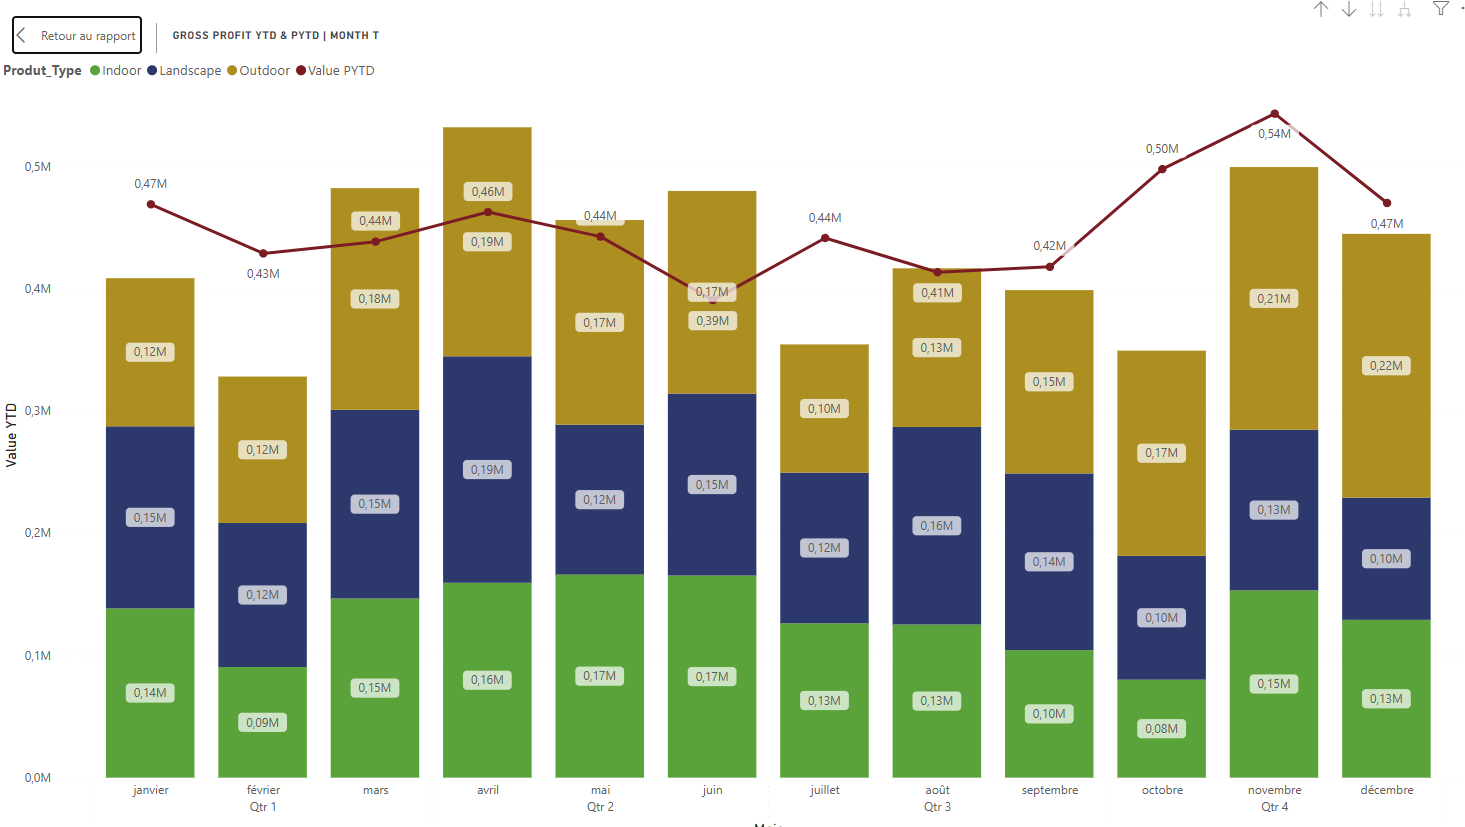 Retour au rapport
GROSS PROFIT YTD & PYTD | MONTH T
Produt_Type Indoor Landscape Outdoor Value PYTD
Value YTD
0,5M
0,4M
0,3M
0,2M
0,1M
0,0M
0,47M
0,43M
0,44M
0,46M
0,44M
0,39M
0,44M
0,41M
0,42M
0,50M
0,54M
0,47M
0,12M
0,12M
0,18M
0,19M
0,17M
0,17M
0,10M
0,13M
0,15M
0,17M
0,21M
0,22M
0,15M
0,12M
0,15M
0,19M
0,12M
0,15M
0,12M
0,16M
0,14M
0,10M
0,13M
0,10M
0,14M
0,09M
0,15M
0,16M
0,17M
0,17M
0,13M
0,13M
0,10M
0,08M
0,15M
0,13M
janvier février mars avril mai juin juillet août septembre octobre novembre décembre
Qtr 1 Qtr 2 Qtr 3 Qtr 4